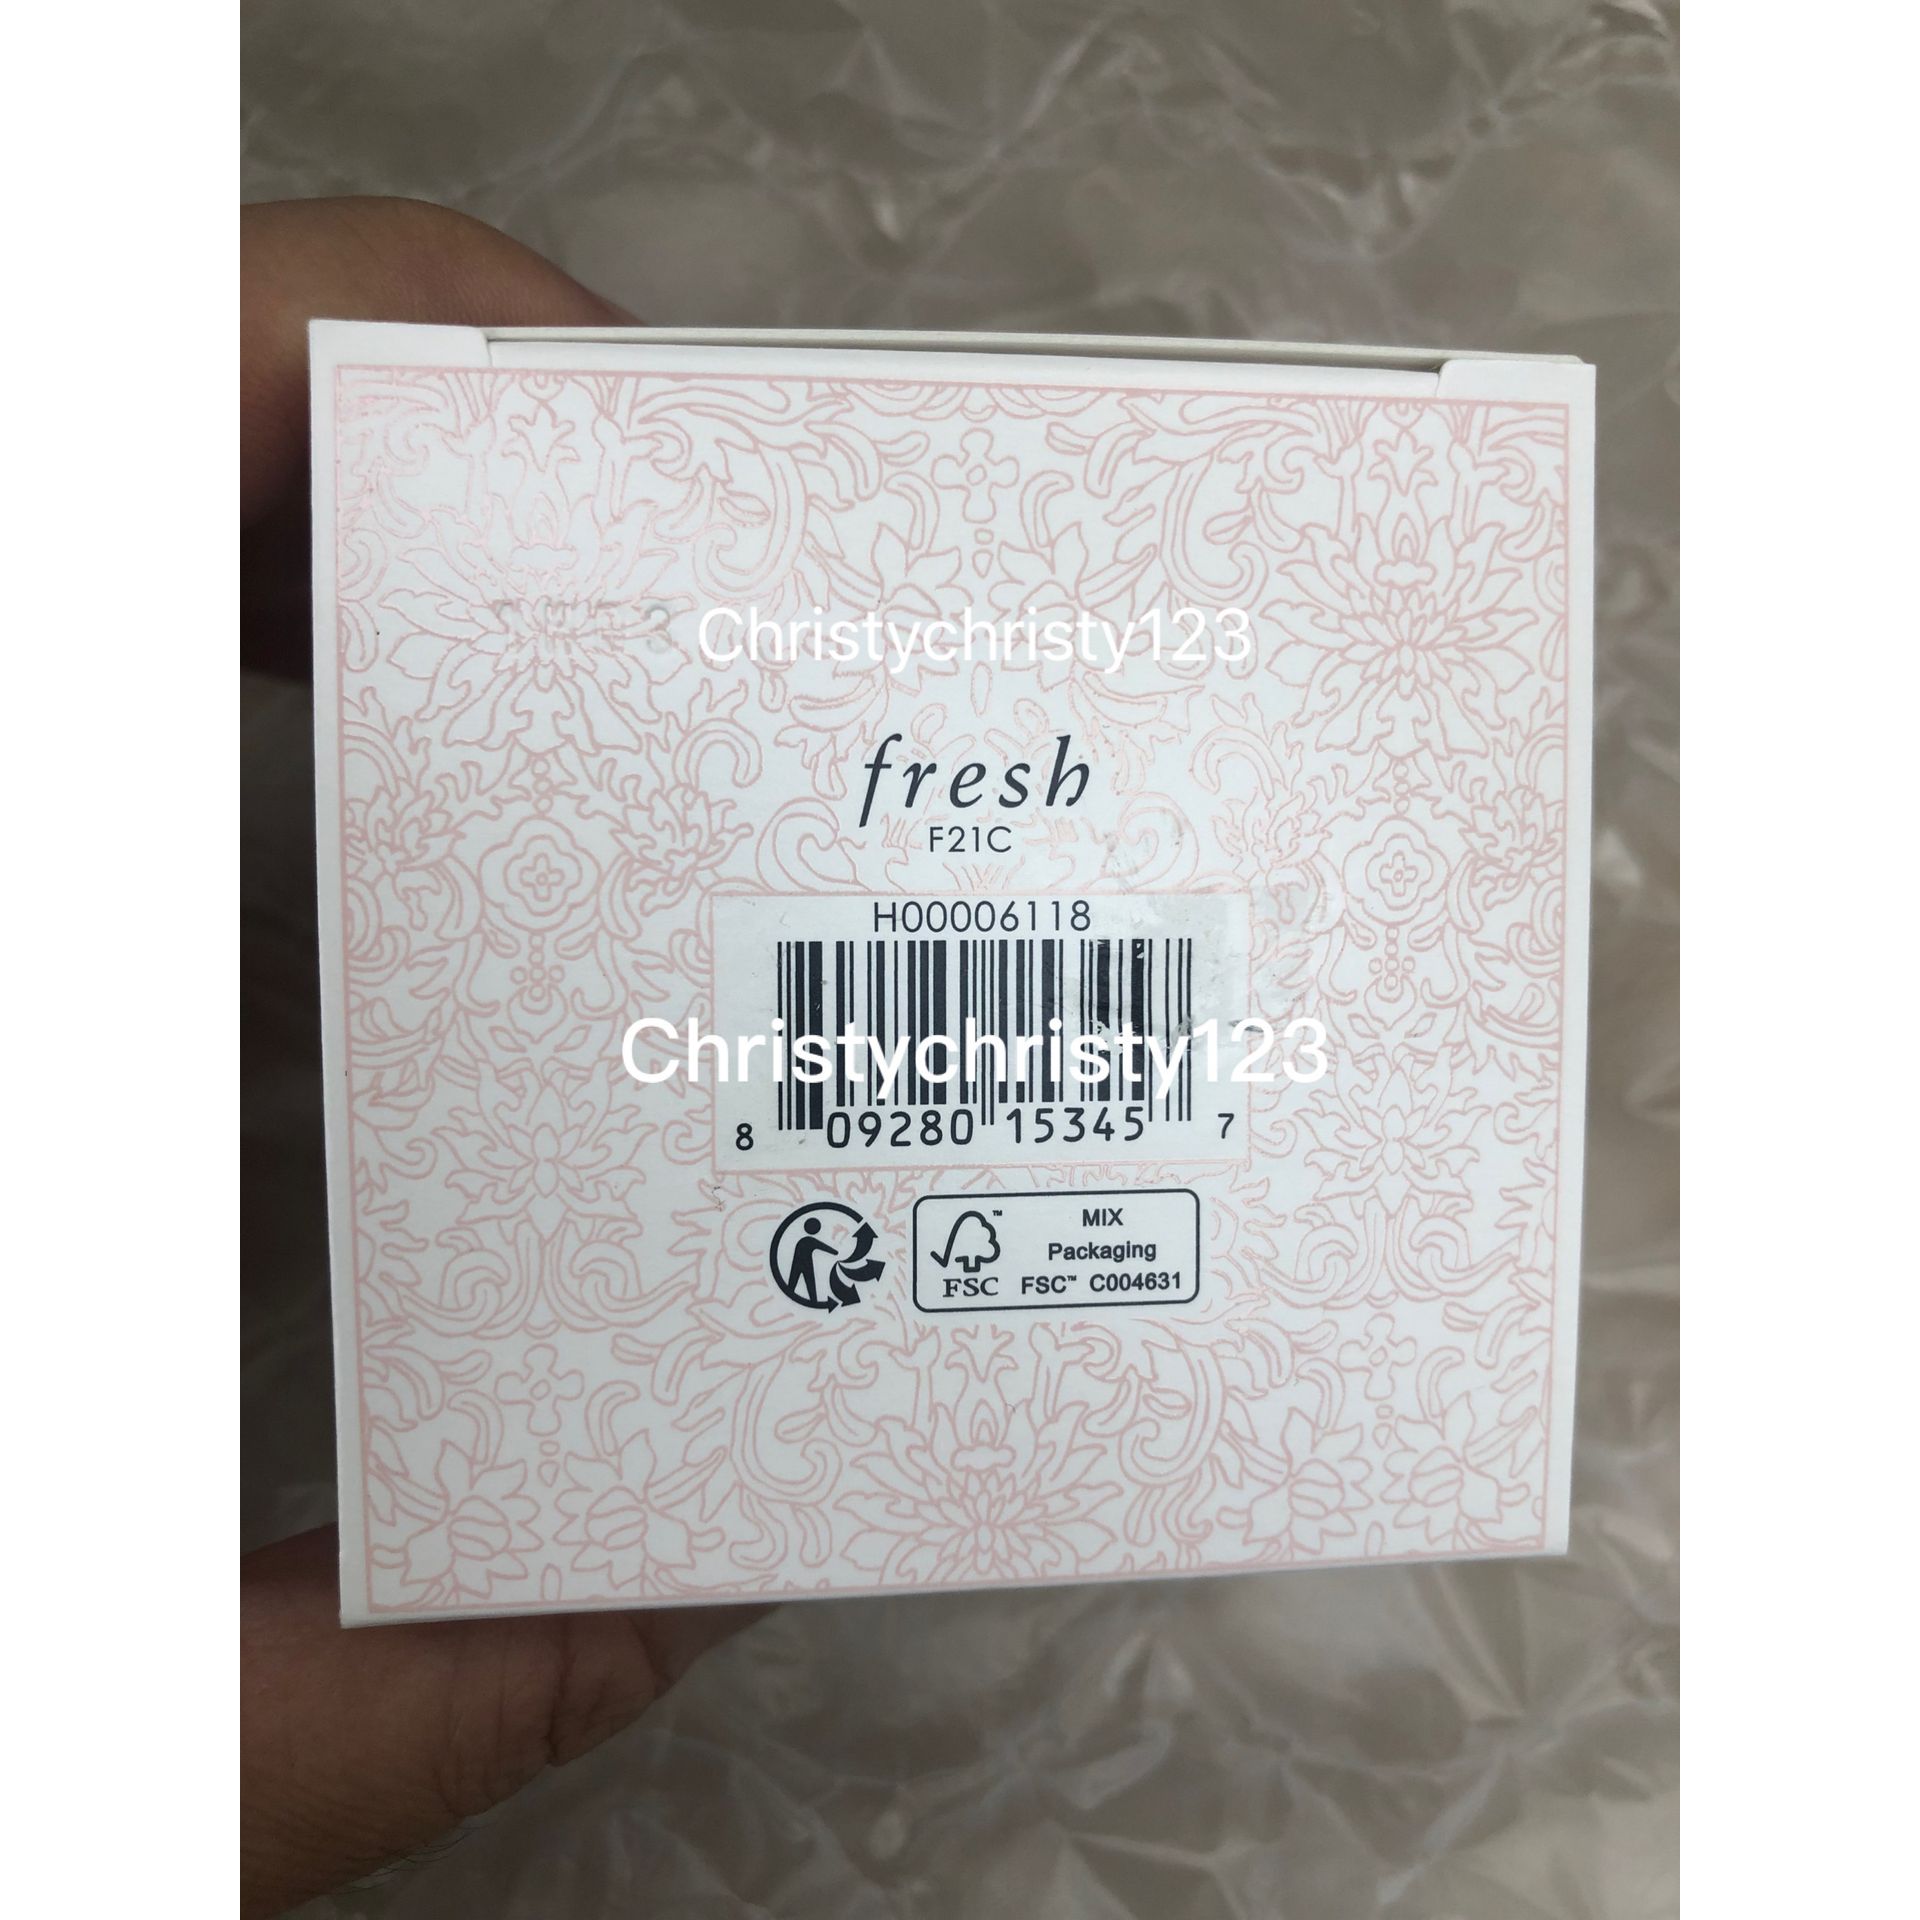 Christychristy123
fresh
F21C
H00006118
Christychristy123
8 09280 15345 7
MIX
Packaging
FSC™ C004631
FSC